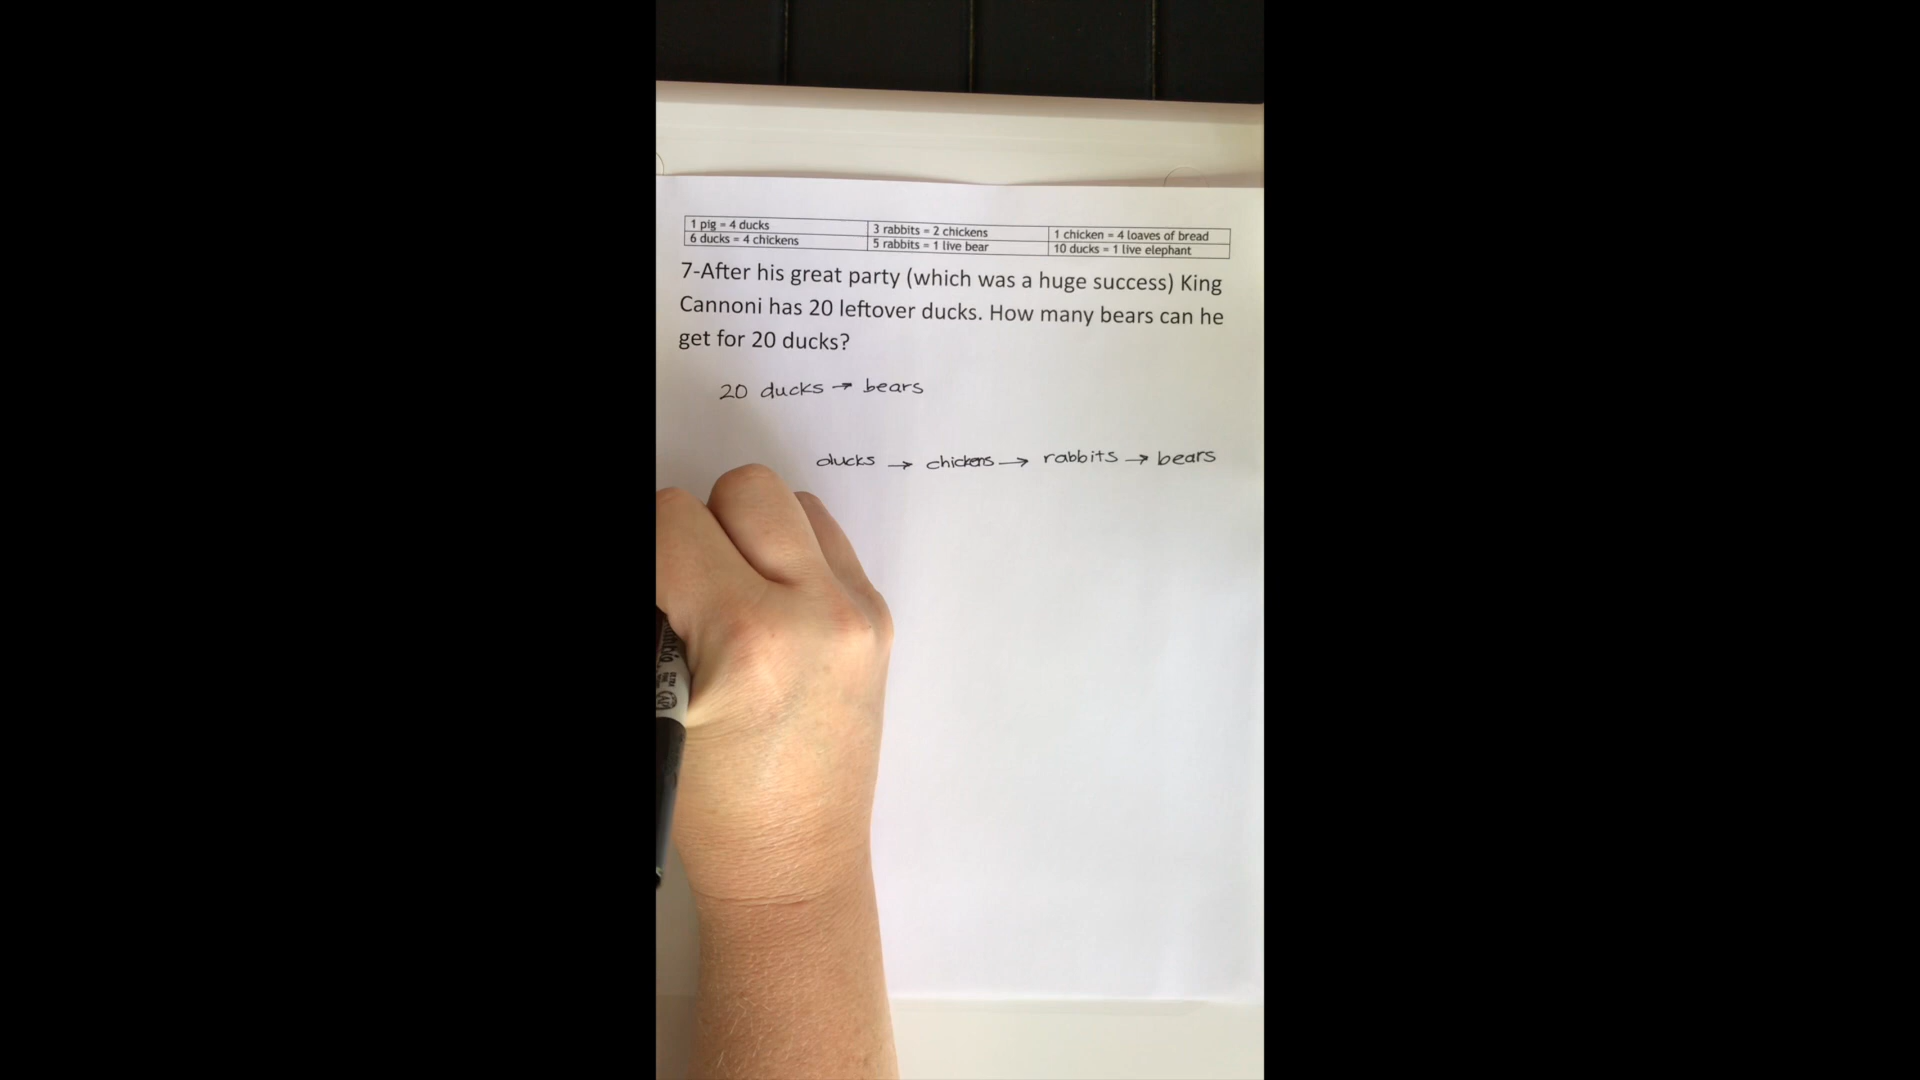 1 pig = 4 ducks 3 rabbits = 2 chickens 1 chicken = 4 loaves of bread
6 ducks = 4 chickens 5 rabbits = 1 live bear 10 ducks = 1 live elephant
7-After his great party (which was a huge success) King
Cannoni has 20 leftover ducks. How many bears can he
get for 20 ducks?
20 ducks → bears
ducks → chickens → rabbits → bears